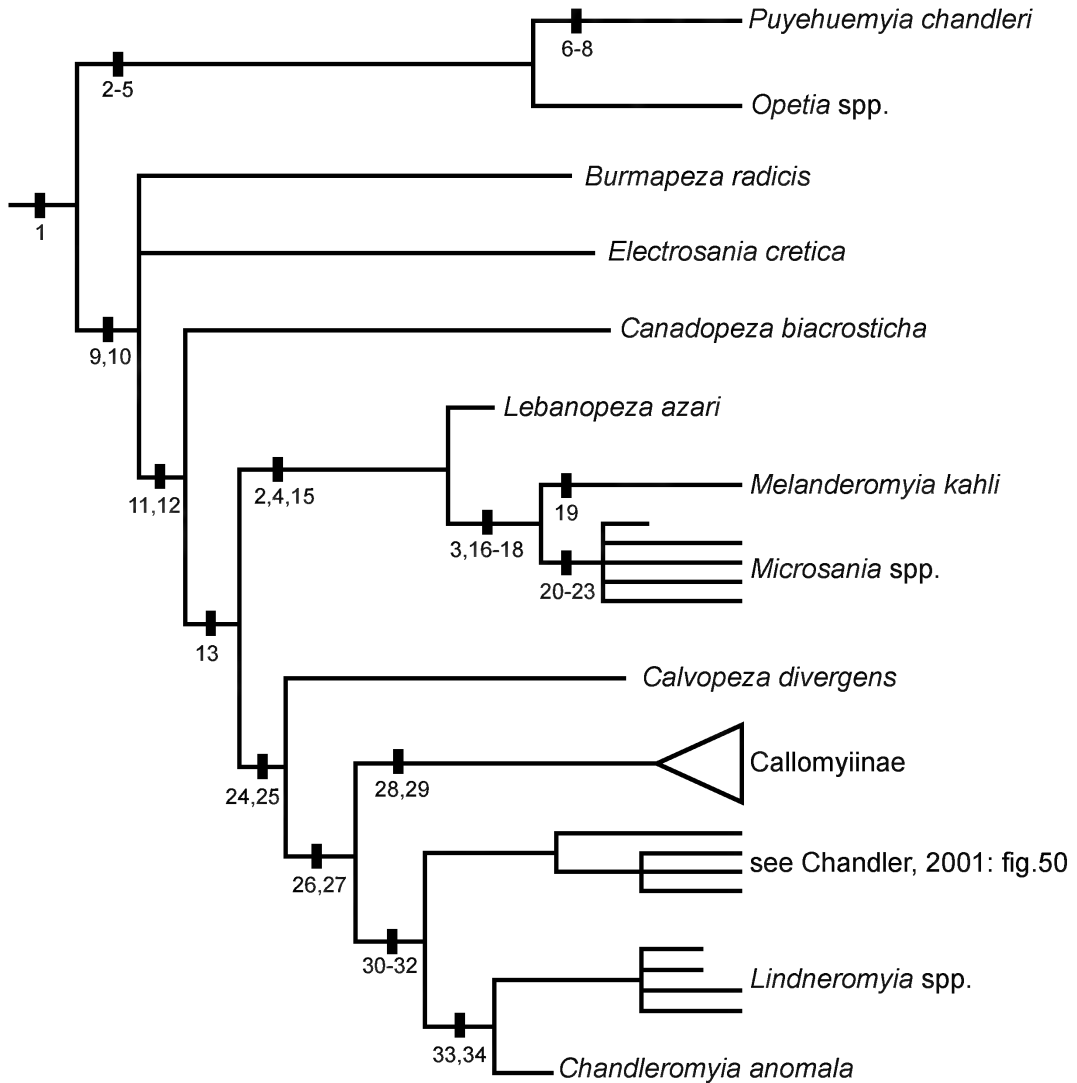 Puyehuemyia chandleri
6-8
2-5
Opetia spp.
Burmapeza radicis
1
Electrosania cretica
Canadopeza biacrosticha
9,10
Lebanopeza azari
Melanderomyia kahli
2,4,15
11,12
19
3,16-18
Microsania spp.
20-23
13
Calvopeza divergens
Callomyiinae
28,29
24,25
see Chandler, 2001: fig.50
26,27
30-32
Lindneromyia spp.
33,34
Chandleromyia anomala